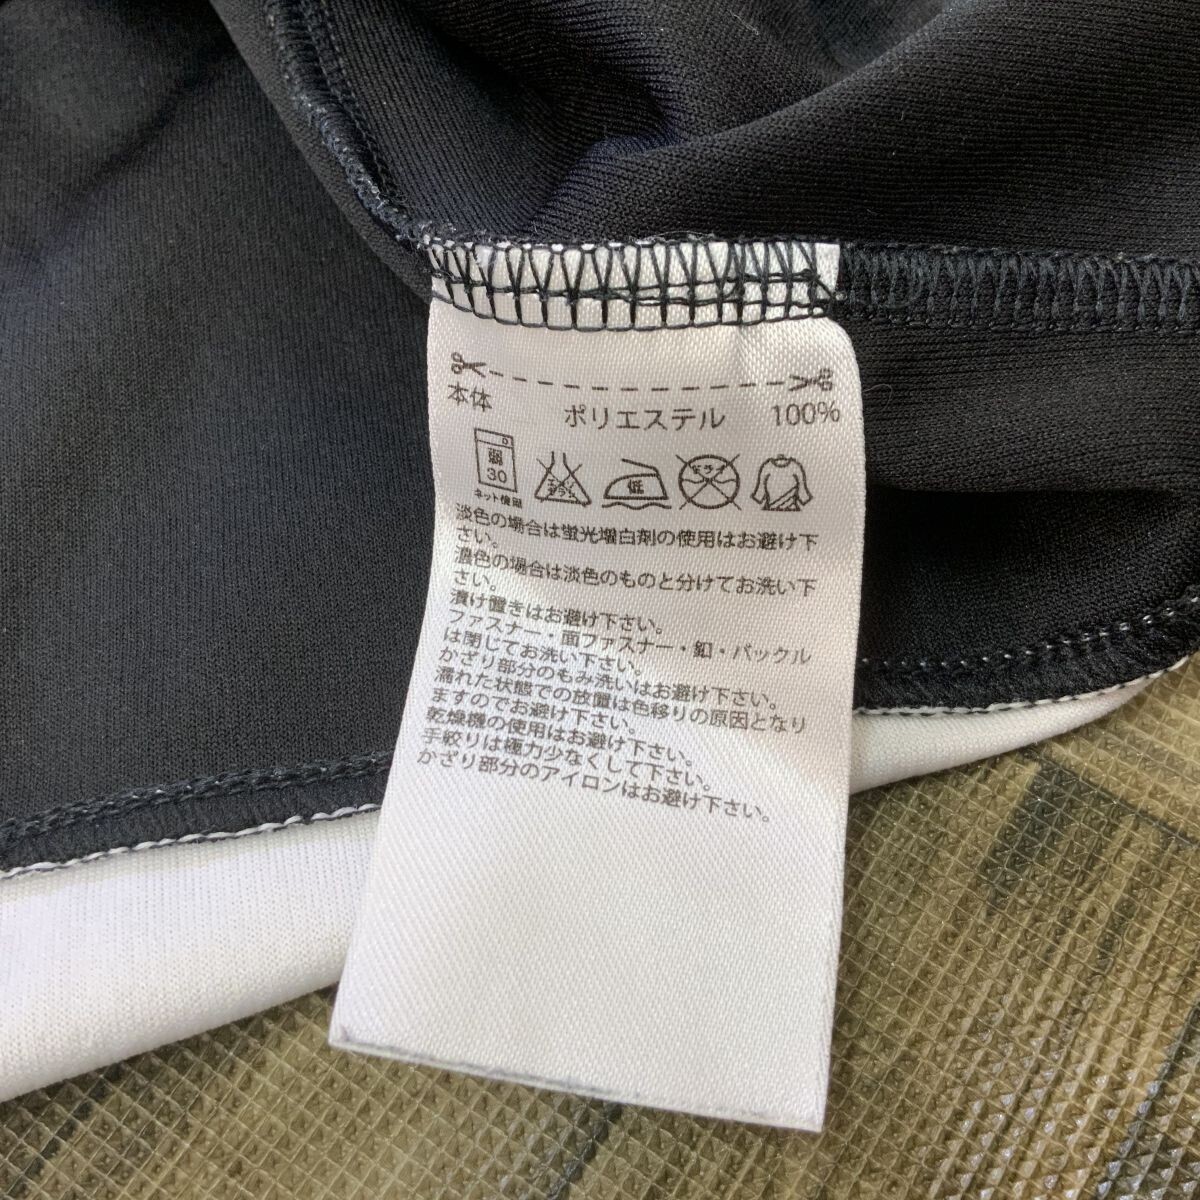 本体 ポリエステル 100%
弱 30 低 ドライ
ネット使用
淡色の場合は蛍光増白剤の使用はお避け下
さい。
濃色の場合は淡色のものと分けてお洗い下
さい。
漬け置きはお避け下さい。
ファスナー・面ファスナー・釦・バックル
は閉じてお洗い下さい。
かざり部分のもみ洗いはお避け下さい。
濡れた状態での放置は色移りの原因となり
ますのでお避け下さい。
乾燥機の使用はお避け下さい。
手絞りは極力少なくして下さい。
かざり部分のアイロンはお避け下さい。